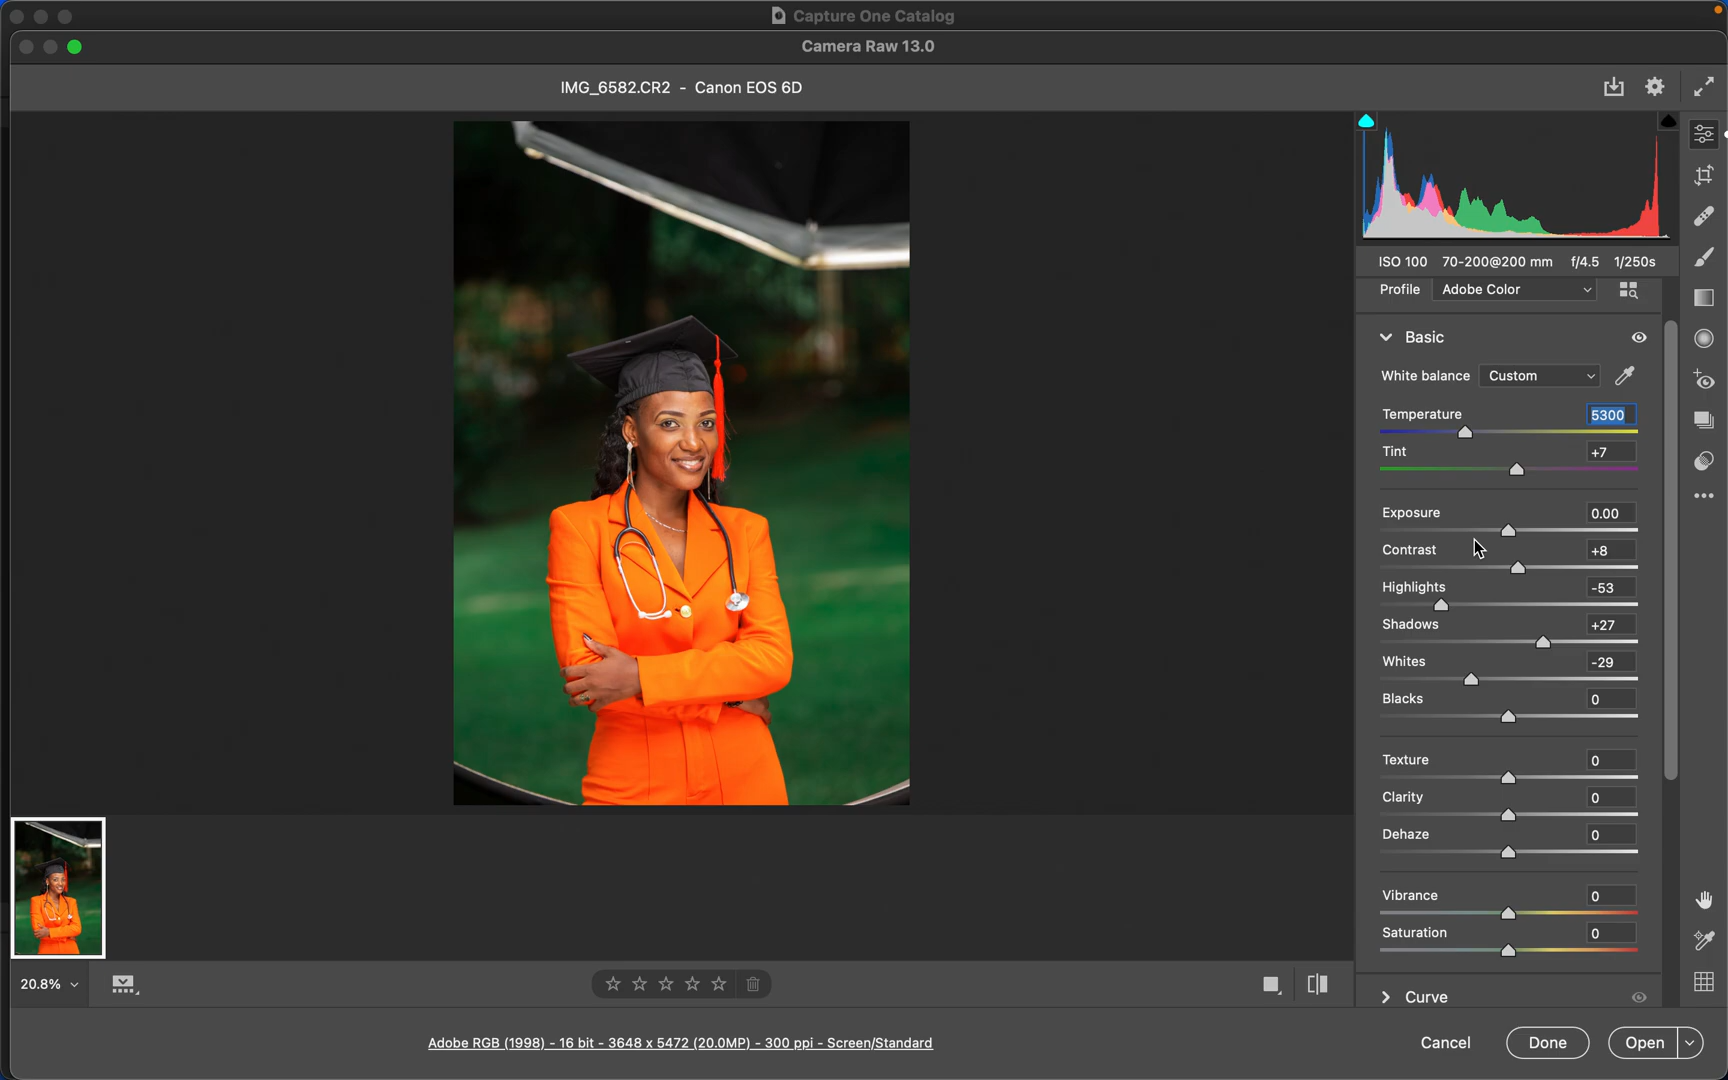 Capture One Catalog
Camera Raw 13.0
IMG_6582.CR2 - Canon EOS 6D
ISO 100 70-200@200 mm f/4.5 1/250s
Profile Adobe Color
Basic
White balance Custom
Temperature 5300
Tint +7
Exposure 0.00
Contrast +8
Highlights -53
Shadows +27
Whites -29
Blacks 0
Texture 0
Clarity 0
Dehaze 0
Vibrance 0
Saturation 0
20.8%
Curve
Adobe RGB (1998) - 16 bit - 3648 x 5472 (20.0MP) - 300 ppi - Screen/Standard
Cancel Done Open